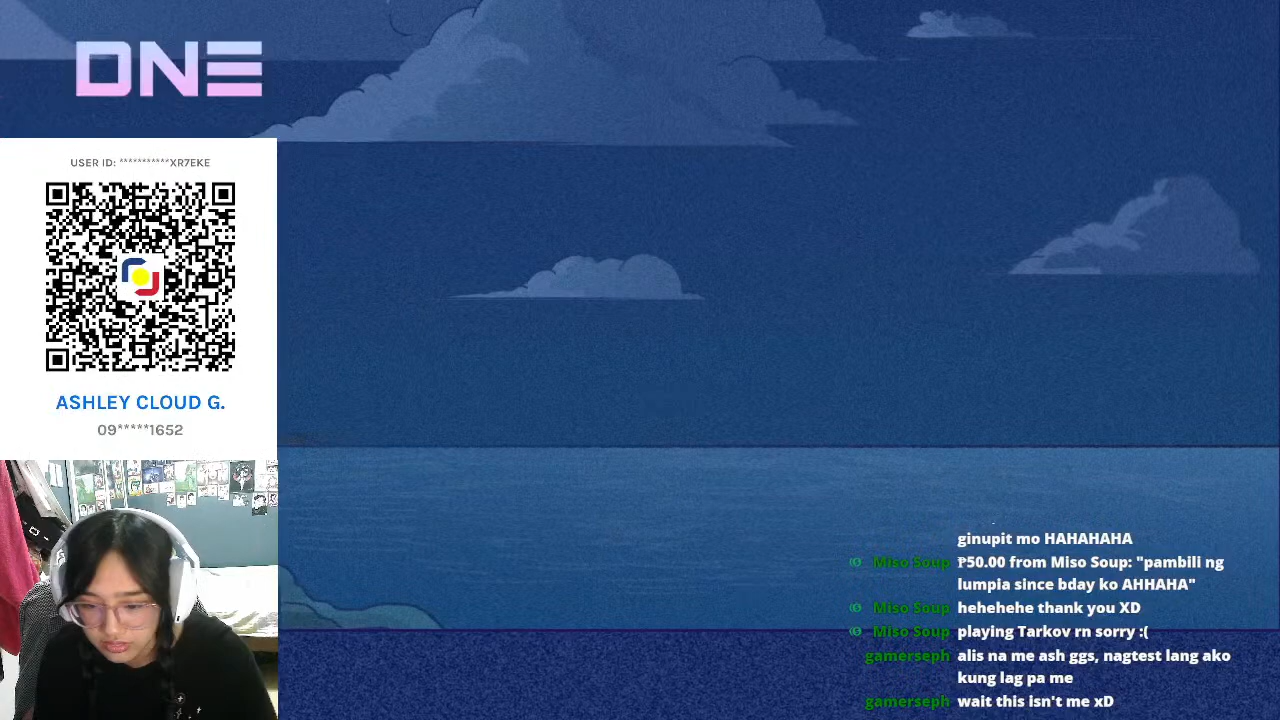 DNE
USER ID: ***********XR7EKE
ASHLEY CLOUD G.
09*****1652
ginupit mo HAHAHAHA
Miso Soup ₱50.00 from Miso Soup: "pambili ng
lumpia since bday ko AHHAHA"
Miso Soup hehehehe thank you XD
Miso Soup playing Tarkov rn sorry :(
gamerseph alis na me ash ggs, nagtest lang ako
kung lag pa me
gamerseph wait this isn't me xD